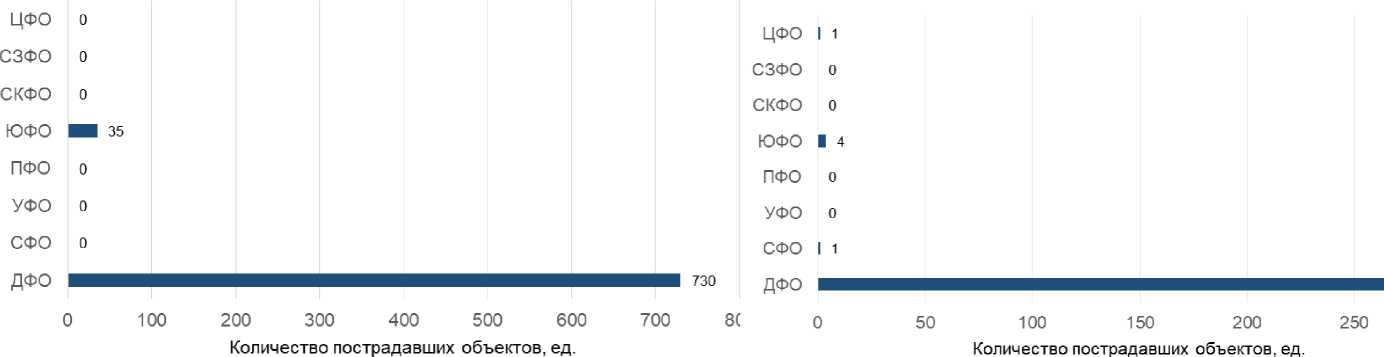 ЦФО 0
СЗФО 0
СКФО 0
ЮФО 35
ПФО 0
УФО 0
СФО 0
ДФО 730
0 100 200 300 400 500 600 700
Количество пострадавших объектов, ед.
ЦФО 1
СЗФО 0
СКФО 0
ЮФО 4
ПФО 0
УФО 0
СФО 1
ДФО
0 50 100 150 200 250
Количество пострадавших объектов, ед.